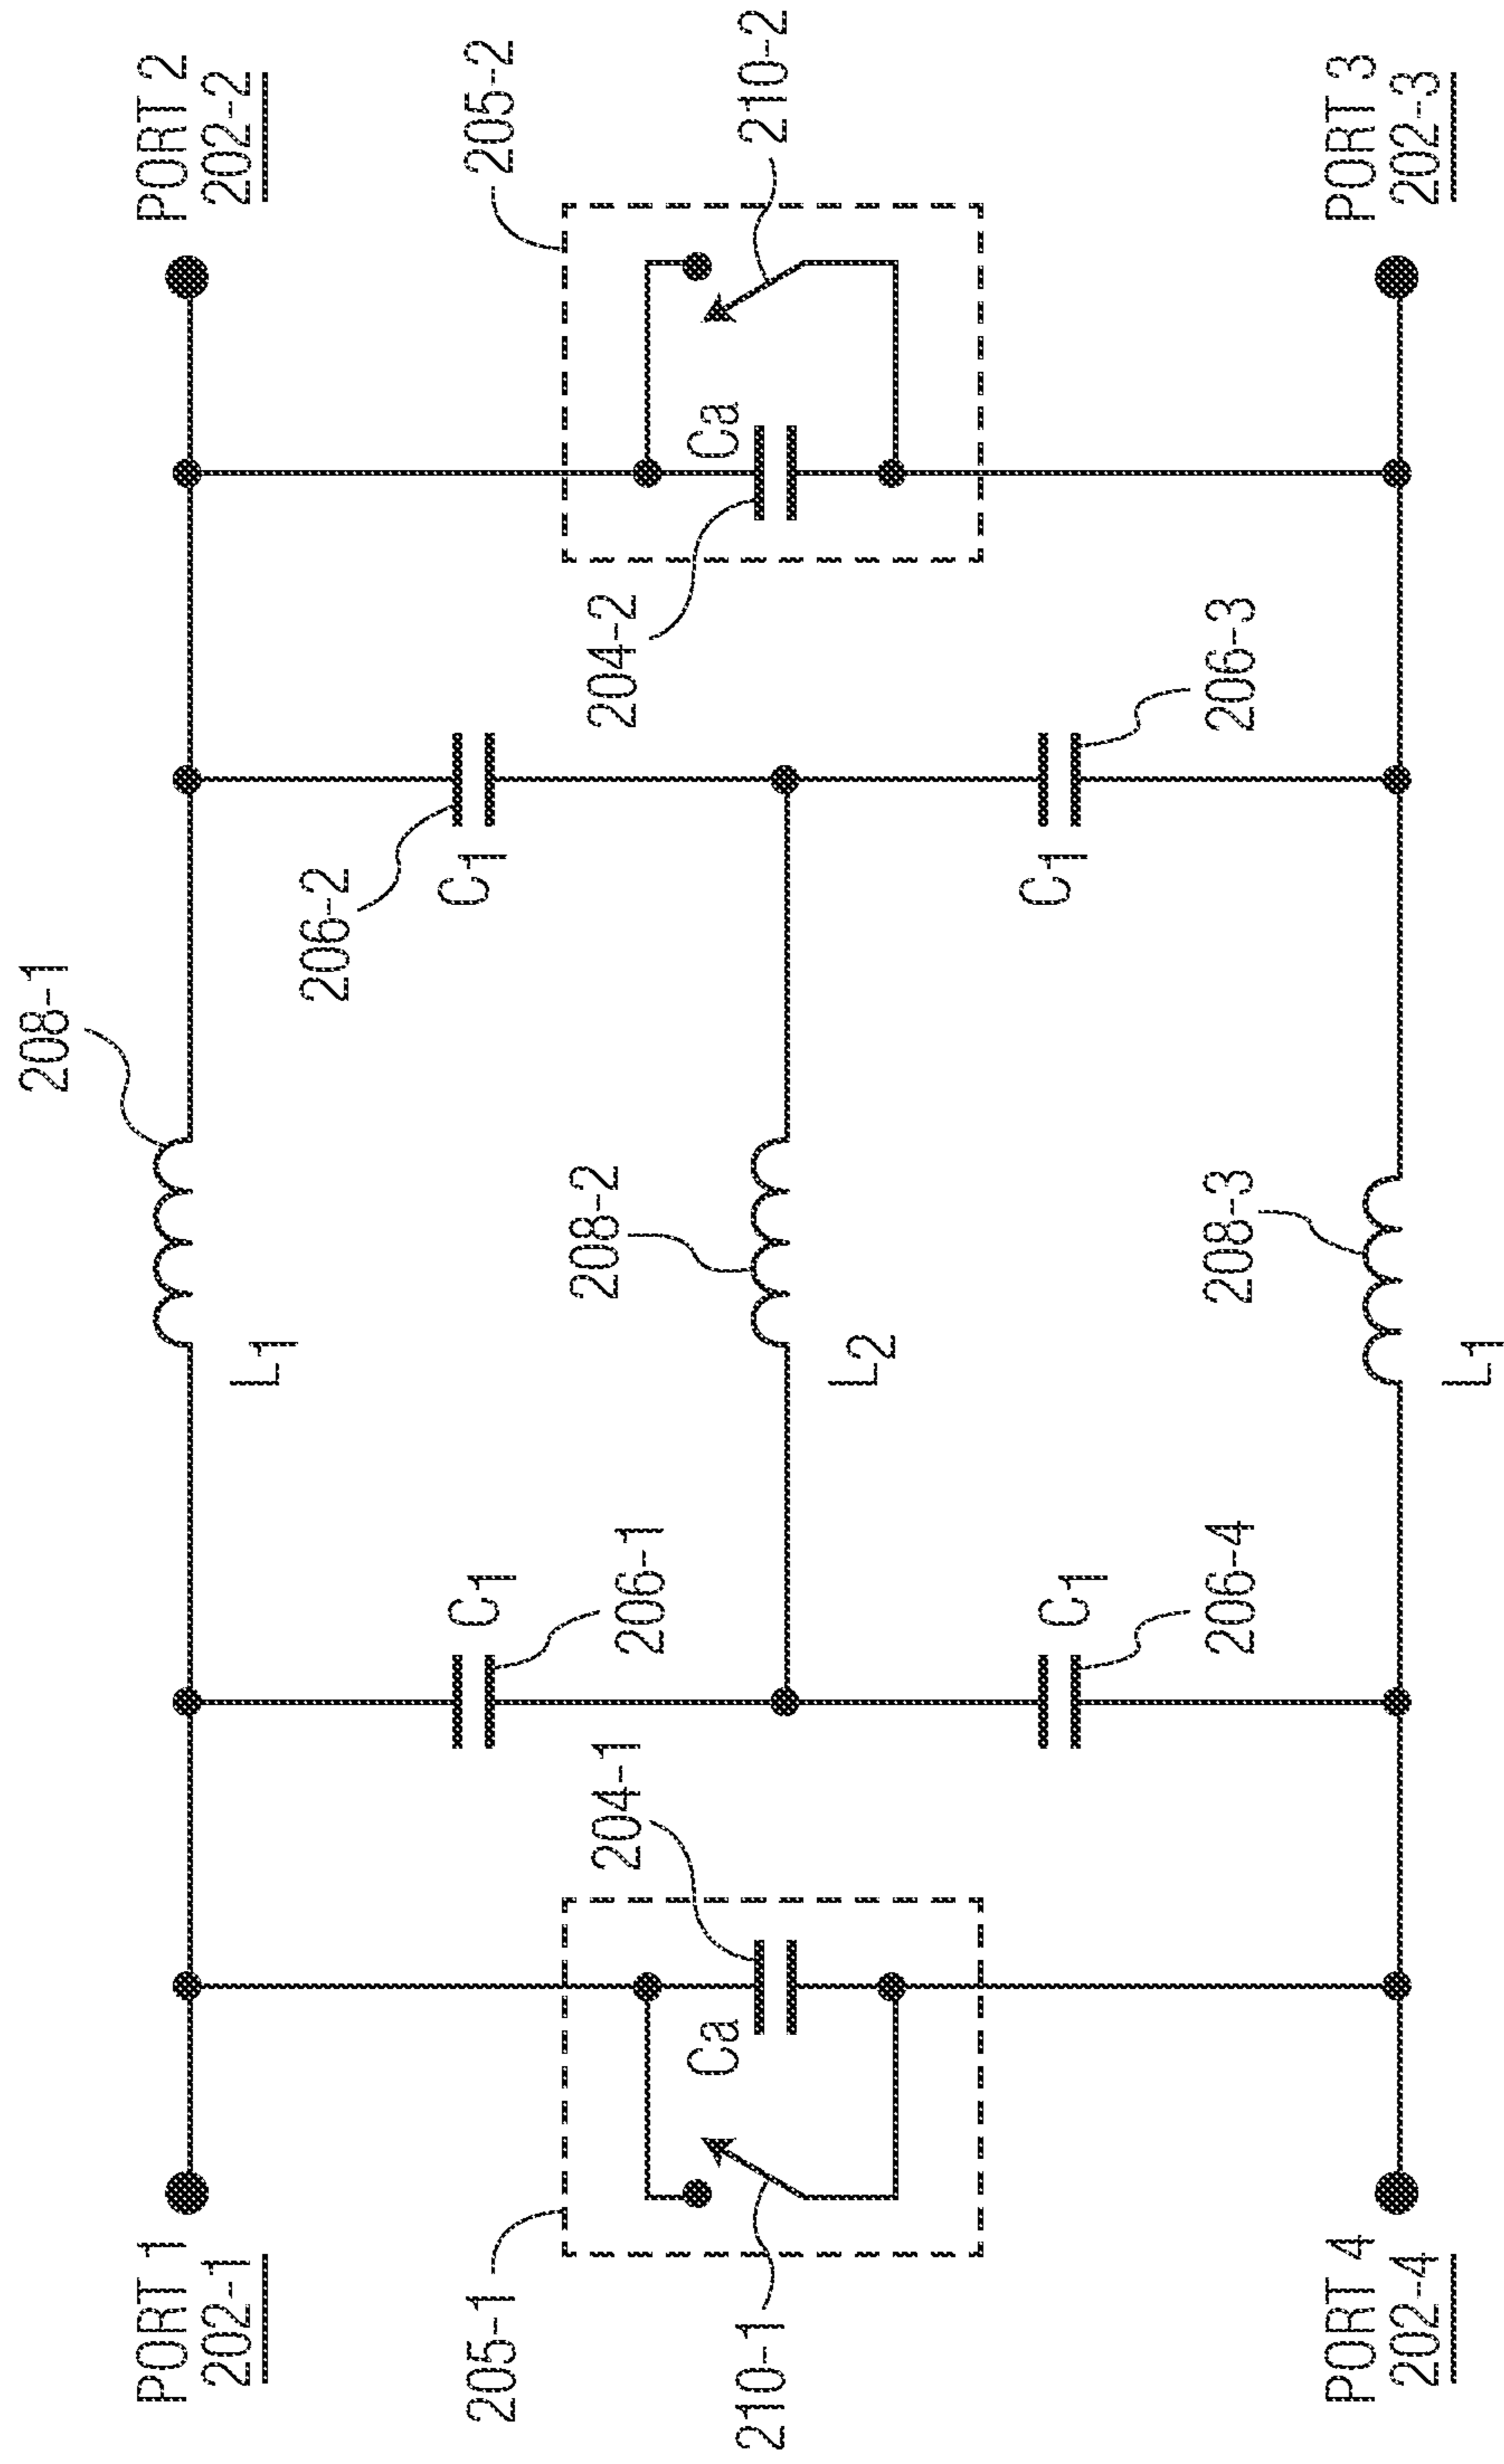 PORT 1
202-1
PORT 2
202-2
208-1
L1
205-1
210-1
Ca
204-1
C1
206-1
208-2
L2
206-2
C1
204-2
Ca
205-2
210-2
C1
206-4
C1
206-3
208-3
L1
PORT 4
202-4
PORT 3
202-3